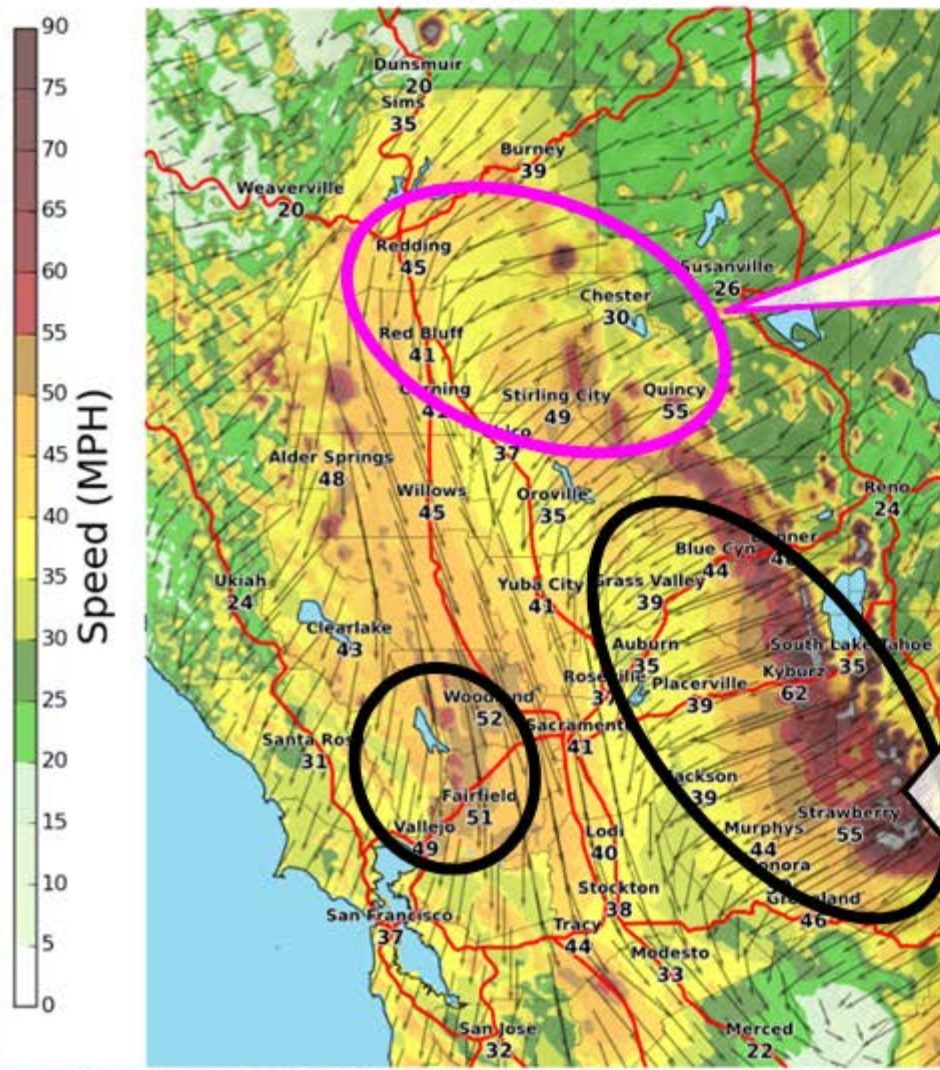 90
75
70
65
60
55
50
45
40
35
30
25
20
15
10
5
0
Speed (MPH)
Dunsmuir
20
Sims
35
Burney
39
Weaverville
20
Redding
45
Susanville
26
Chester
30
Red Bluff
41
Corning
Stirling City
49
Quincy
55
37
Alder Springs
48
Willows
45
Oroville
35
Reno
24
Blue Cyn
44
Ukiah
24
Yuba City
41
Grass Valley
39
Clearlake
43
Auburn
35
South Lake Tahoe
35
Roseville
37
Placerville
39
Kyburz
62
Woodland
52
Sacramento
41
Santa Rosa
31
Fairfield
51
Jackson
39
Vallejo
49
Strawberry
55
Murphys
44
Lodi
40
Sonora
Groveland
46
Stockton
38
San Francisco
37
Tracy
44
Modesto
33
San Jose
32
Merced
22